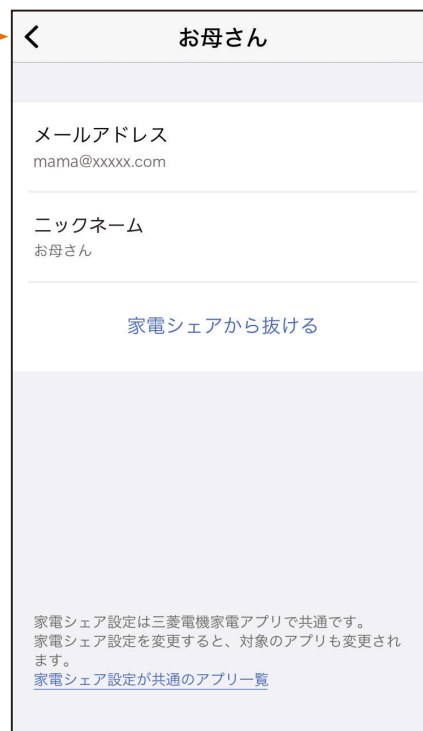 お母さん
メールアドレス
mama@xxxxx.com
ニックネーム
お母さん
家電シェアから抜ける
家電シェア設定は三菱電機家電アプリで共通です。
家電シェア設定を変更すると、対象のアプリも変更され
ます。
家電シェア設定が共通のアプリ一覧